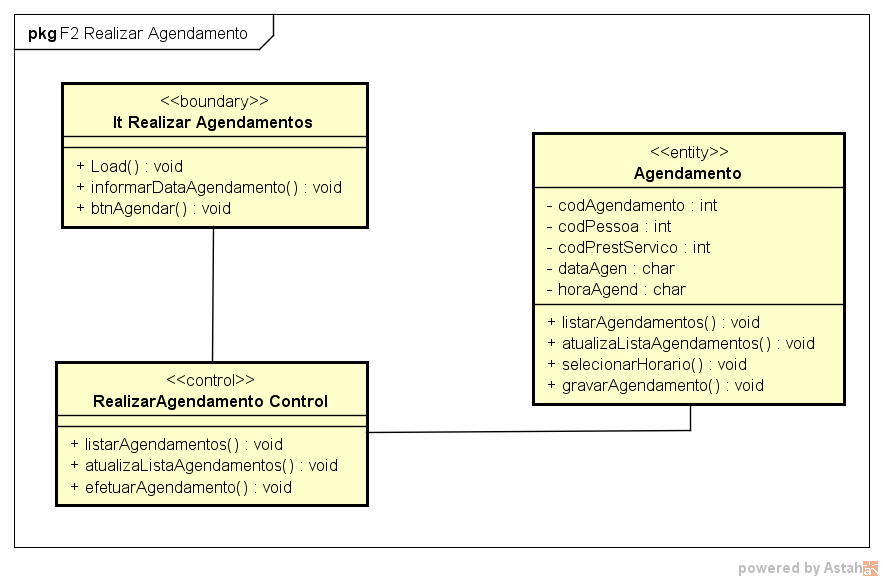 pkg F2 Realizar Agendamento
<<boundary>>
It Realizar Agendamentos
+ Load() : void
+ informarDataAgendamento() : void
+ btnAgendar() : void
<<entity>>
Agendamento
- codAgendamento : int
- codPessoa : int
- codPrestServico : int
- dataAgen : char
- horaAgend : char
+ listarAgendamentos() : void
+ atualizaListaAgendamentos() : void
+ selecionarHorario() : void
+ gravarAgendamento() : void
<<control>>
RealizarAgendamento Control
+ listarAgendamentos() : void
+ atualizaListaAgendamentos() : void
+ efetuarAgendamento() : void
powered by Astah